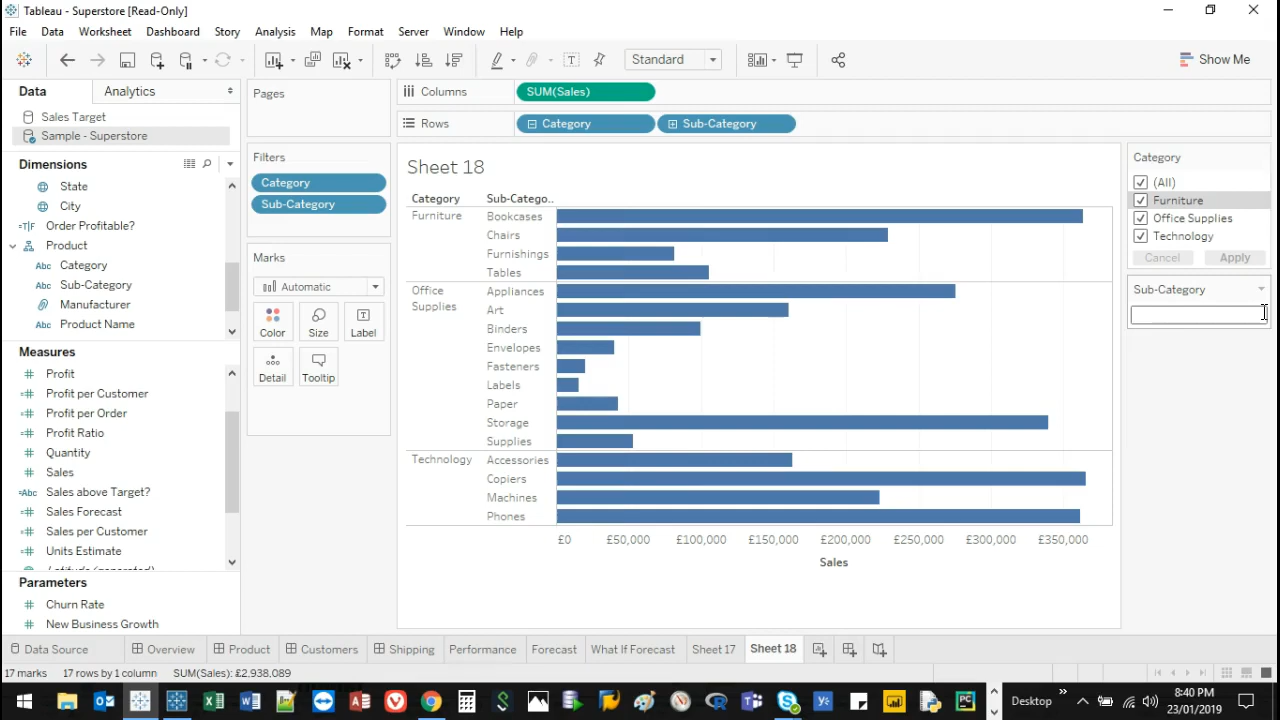 Tableau - Superstore [Read-Only]
File Data Worksheet Dashboard Story Analysis Map Format Server Window Help
Standard
Show Me
Data
Analytics
Sales Target
Sample - Superstore
Dimensions
State
City
Order Profitable?
Product
Category
Sub-Category
Manufacturer
Product Name
Measures
Profit
Profit per Customer
Profit per Order
Profit Ratio
Quantity
Sales
Sales above Target?
Sales Forecast
Sales per Customer
Units Estimate
Latitude (generated)
Parameters
Churn Rate
New Business Growth
Pages
Filters
Category
Sub-Category
Marks
Automatic
Color Size Label
Detail Tooltip
Columns SUM(Sales)
Rows Category Sub-Category
Sheet 18
Category Sub-Catego..
Furniture Bookcases
Chairs
Furnishings
Tables
Office Supplies Appliances
Art
Binders
Envelopes
Fasteners
Labels
Paper
Storage
Supplies
Technology Accessories
Copiers
Machines
Phones
£0 £50,000 £100,000 £150,000 £200,000 £250,000 £300,000 £350,000
Sales
Category
(All)
Furniture
Office Supplies
Technology
Cancel Apply
Sub-Category
Data Source Overview Product Customers Shipping Performance Forecast What If Forecast Sheet 17 Sheet 18
17 marks 17 rows by 1 column SUM(Sales): £2,938,089
Desktop
8:40 PM
23/01/2019